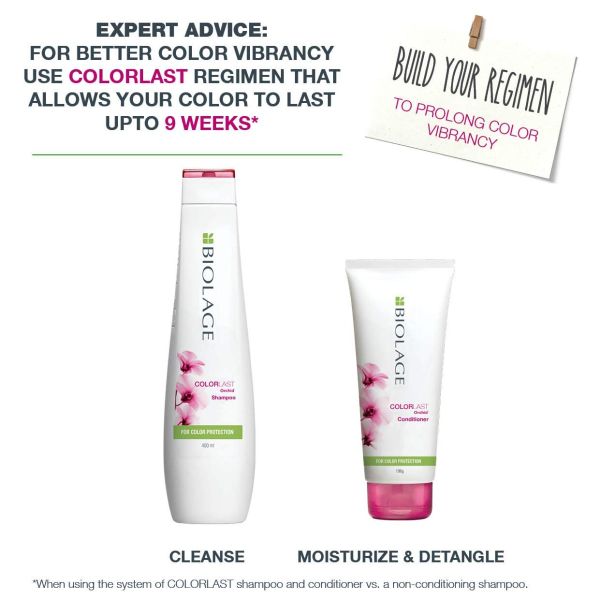 EXPERT ADVICE:
FOR BETTER COLOR VIBRANCY
USE COLORLAST REGIMEN THAT
ALLOWS YOUR COLOR TO LAST
UPTO 9 WEEKS*
BUILD YOUR REGIMEN
TO PROLONG COLOR
VIBRANCY
BIOLAGE
COLORLAST
Orchid
Shampoo
FOR COLOR PROTECTION
400 ml
BIOLAGE
COLORLAST
Orchid
Conditioner
FOR COLOR PROTECTION
CLEANSE
MOISTURIZE & DETANGLE
*When using the system of COLORLAST shampoo and conditioner vs. a non-conditioning shampoo.